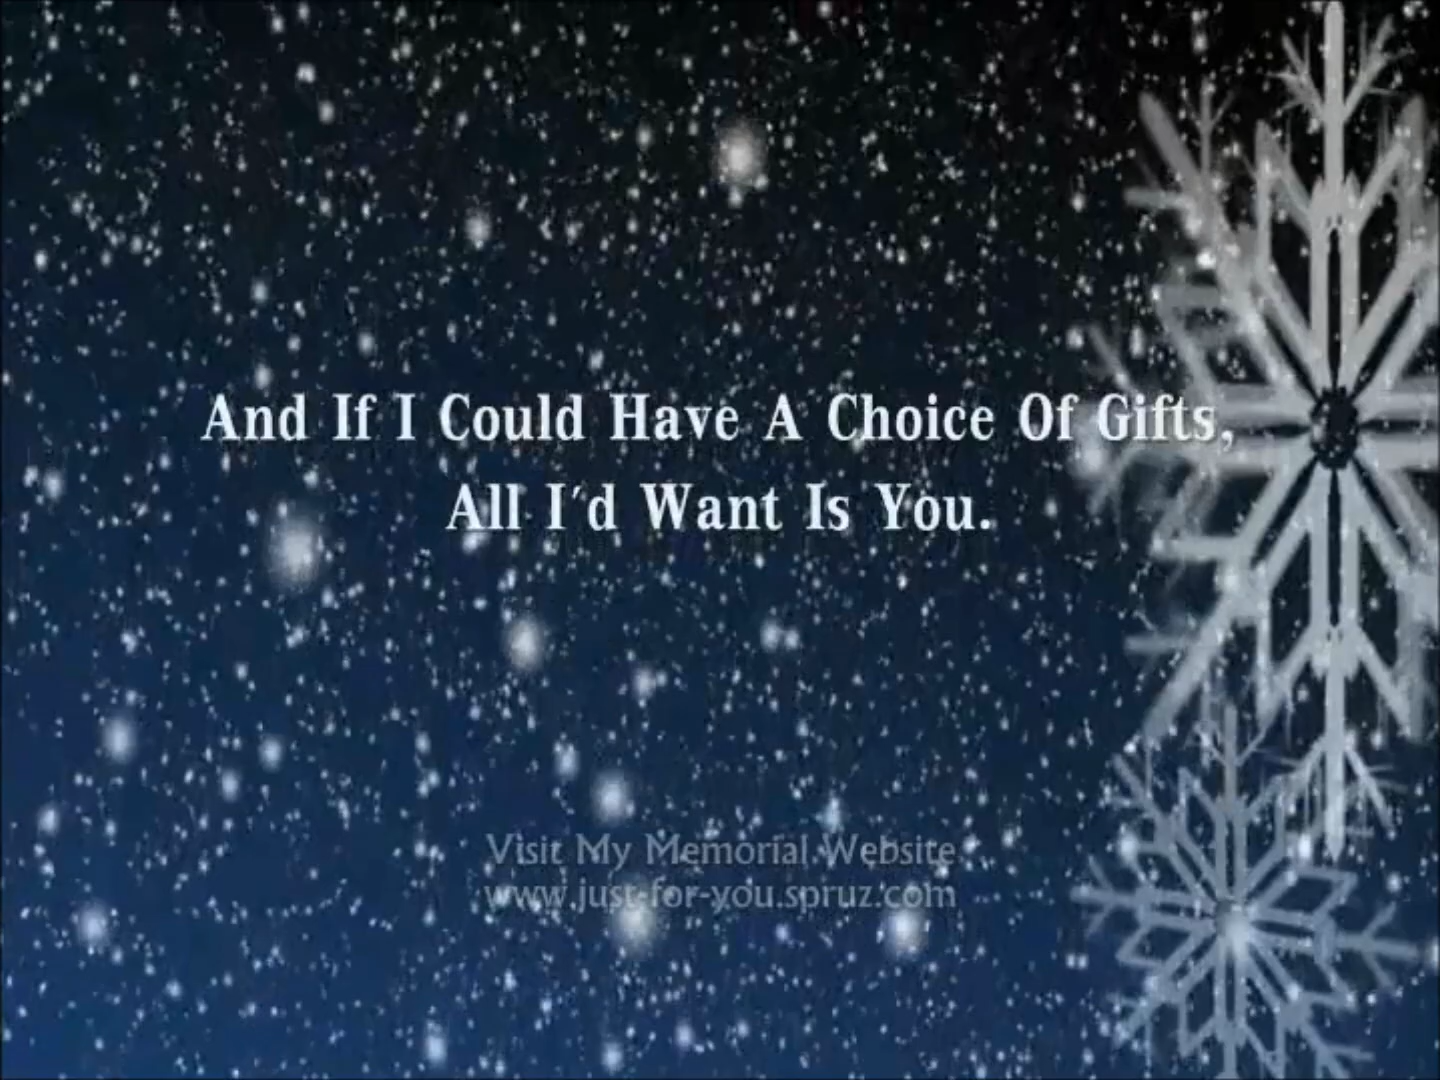 And If I Could Have A Choice Of Gifts,
All I´d Want Is You.
Visit My Memorial Website
www.just-for-you.spruz.com